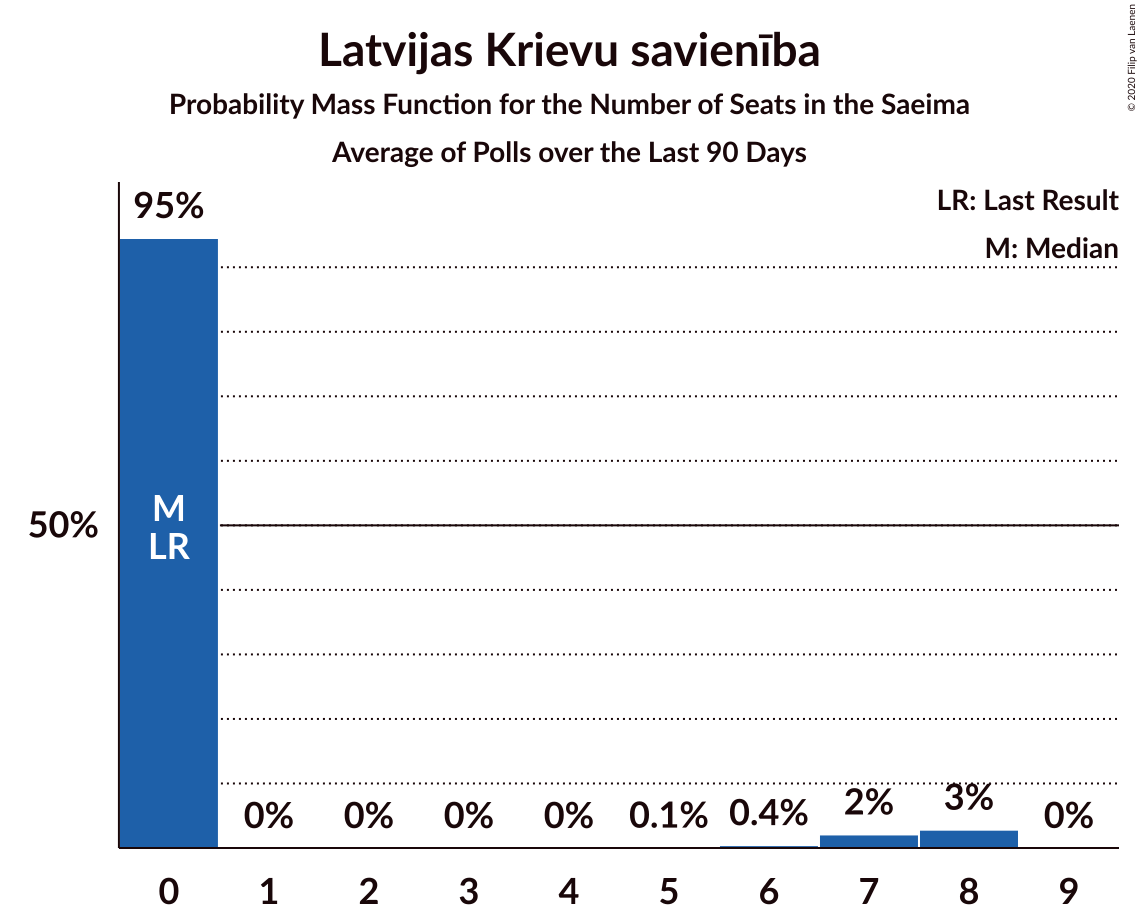 Latvijas Krievu savienība
Probability Mass Function for the Number of Seats in the Saeima
Average of Polls over the Last 90 Days
© 2020 Filip van Laenen
LR: Last Result
M: Median
95%
50%
M
LR
0% 0% 0% 0% 0.1% 0.4% 2% 3% 0%
0 1 2 3 4 5 6 7 8 9